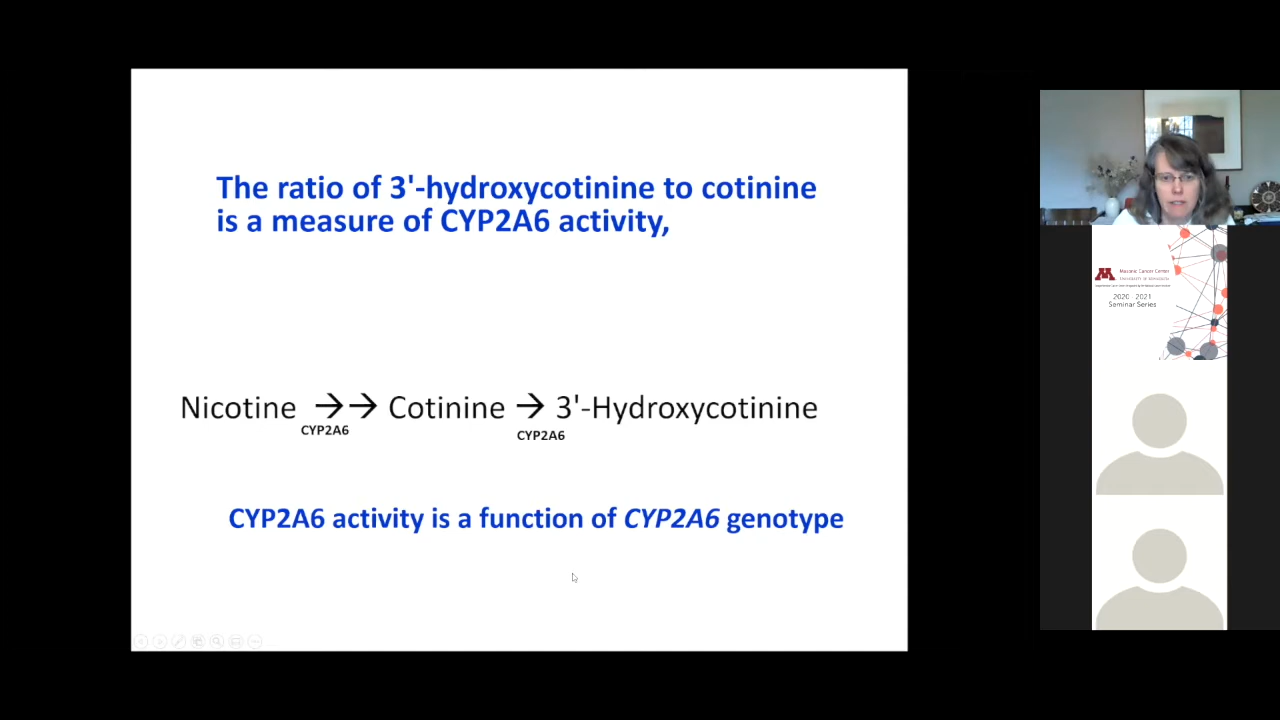 The ratio of 3'-hydroxycotinine to cotinine
is a measure of CYP2A6 activity,
Nicotine →→ Cotinine → 3'-Hydroxycotinine
CYP2A6 CYP2A6
CYP2A6 activity is a function of CYP2A6 genotype
M
Masonic Cancer Center
UNIVERSITY OF MINNESOTA
2020 2021
Seminar Series